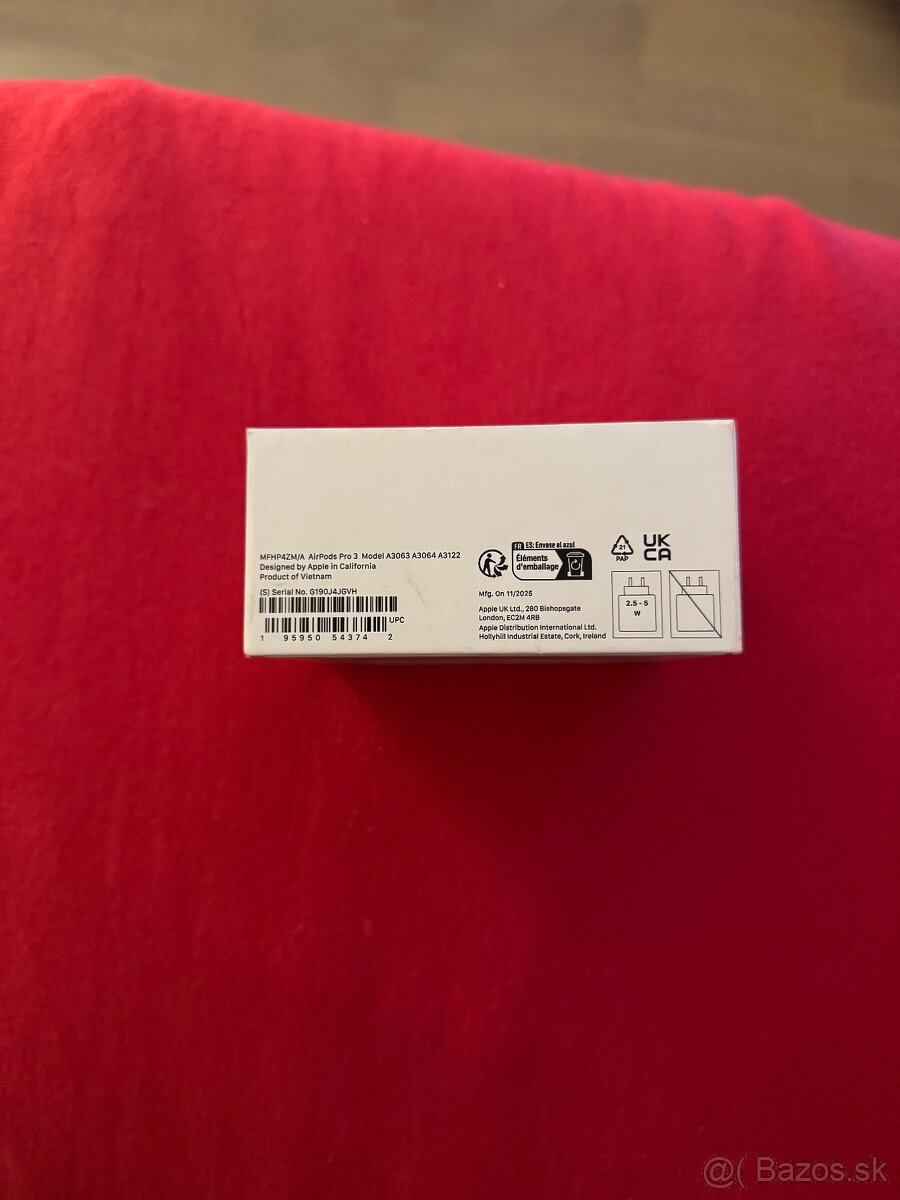 MFHP4ZM/A AirPods Pro 3 Model A3063 A3064 A3122
Designed by Apple in California
Product of Vietnam
(S) Serial No. G190J4JGVH
UPC
1 95950 54374 2
FR ES: Envase al azul
Éléments
d'emballage
Mfg. On 11/2025
Apple UK Ltd., 280 Bishopsgate
London, EC2M 4RB
Apple Distribution International Ltd.
Hollyhill Industrial Estate, Cork, Ireland
21
PAP
UK
CA
2.5 - 5
W
@( Bazos.sk